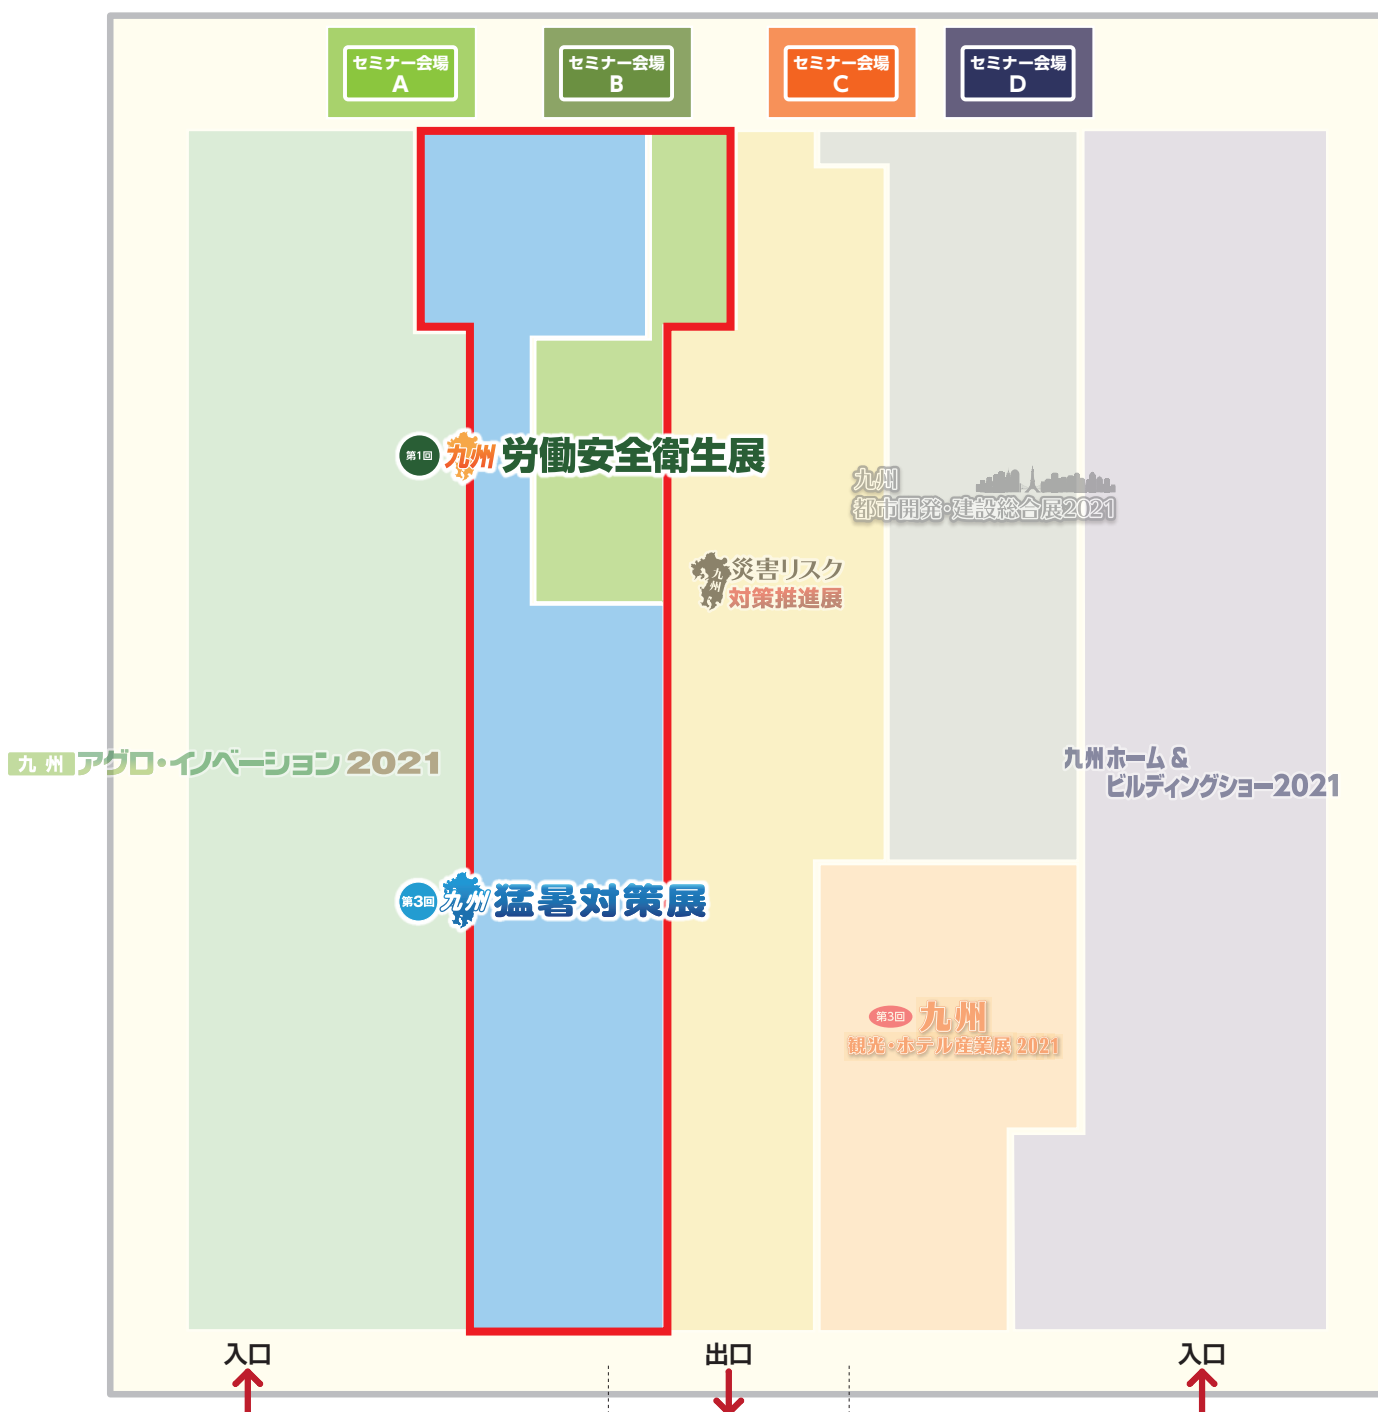 セミナー会場
A
セミナー会場
B
セミナー会場
C
セミナー会場
D
第1回 九州 労働安全衛生展
九州
都市開発・建設総合展2021
九州 災害リスク
対策推進展
九州 アグロ・イノベーション 2021
九州ホーム &
ビルディングショー2021
第3回 九州 猛暑対策展
第3回 九州
観光・ホテル産業展 2021
入口
出口
入口